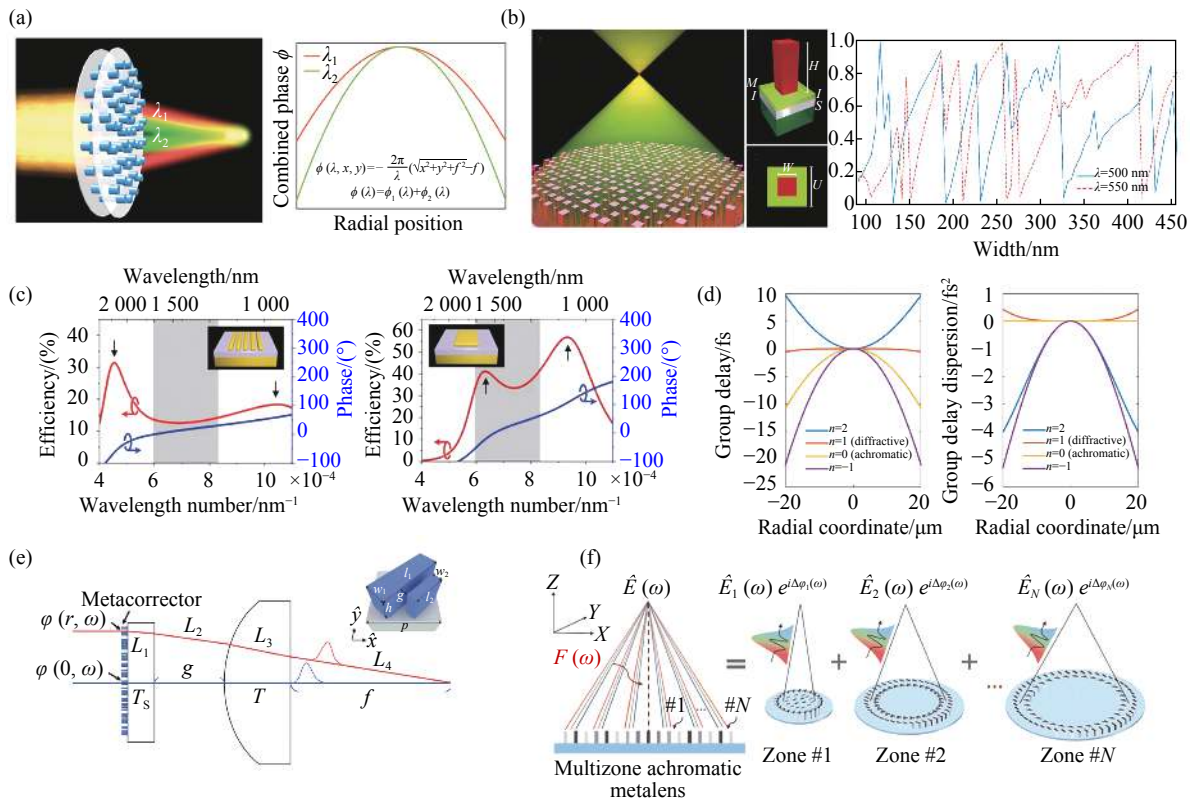 (a)
λ1
λ2
Combined phase ϕ
λ1
λ2
ϕ (λ, x, y)=− 2π/λ (√x²+y²+f²−f)
ϕ (λ)=ϕ1 (λ)+ϕ2 (λ)
Radial position
(b)
H
M
I
I
S
W
U
1.0
0.8
0.6
0.4
0.2
0
λ=500 nm
λ=550 nm
100 150 200 250 300 350 400 450
Width/nm
(c)
Wavelength/nm
2 000 1 500 1 000
Efficiency/(%)
40
30
20
10
0
400
300
200
100
0
−100
Phase/(°)
4 6 8 10 ×10⁻⁴
Wavelength number/nm⁻¹
Wavelength/nm
2 000 1 500 1 000
Efficiency/(%)
60
50
40
30
20
10
0
400
300
200
100
0
−100
Phase/(°)
4 6 8 10 ×10⁻⁴
Wavelength number/nm⁻¹
(d)
Group delay/fs
10
5
0
−5
−10
−15
−20
−25
n=2
n=1 (diffractive)
n=0 (achromatic)
n=−1
−20 0 20
Radial coordinate/μm
Group delay dispersion/fs²
1
0
−1
−2
−3
−4
−5
−6
n=2
n=1 (diffractive)
n=0 (achromatic)
n=−1
−20 0 20
Radial coordinate/μm
(e)
Metacorrector
φ (r, ω)
φ (0, ω)
L1
L2
L3
L4
TS
g
T
f
l1
w1
w2
g
h
l2
p
ŷ
x̂
(f)
Z
Y
X
Ê (ω)
F (ω)
#1 ... #N
Multizone achromatic
metalens
=
Ê1 (ω) e^iΔφ1(ω)
Zone #1
+
Ê2 (ω) e^iΔφ2(ω)
Zone #2
+
...
ÊN (ω) e^iΔφN(ω)
Zone #N